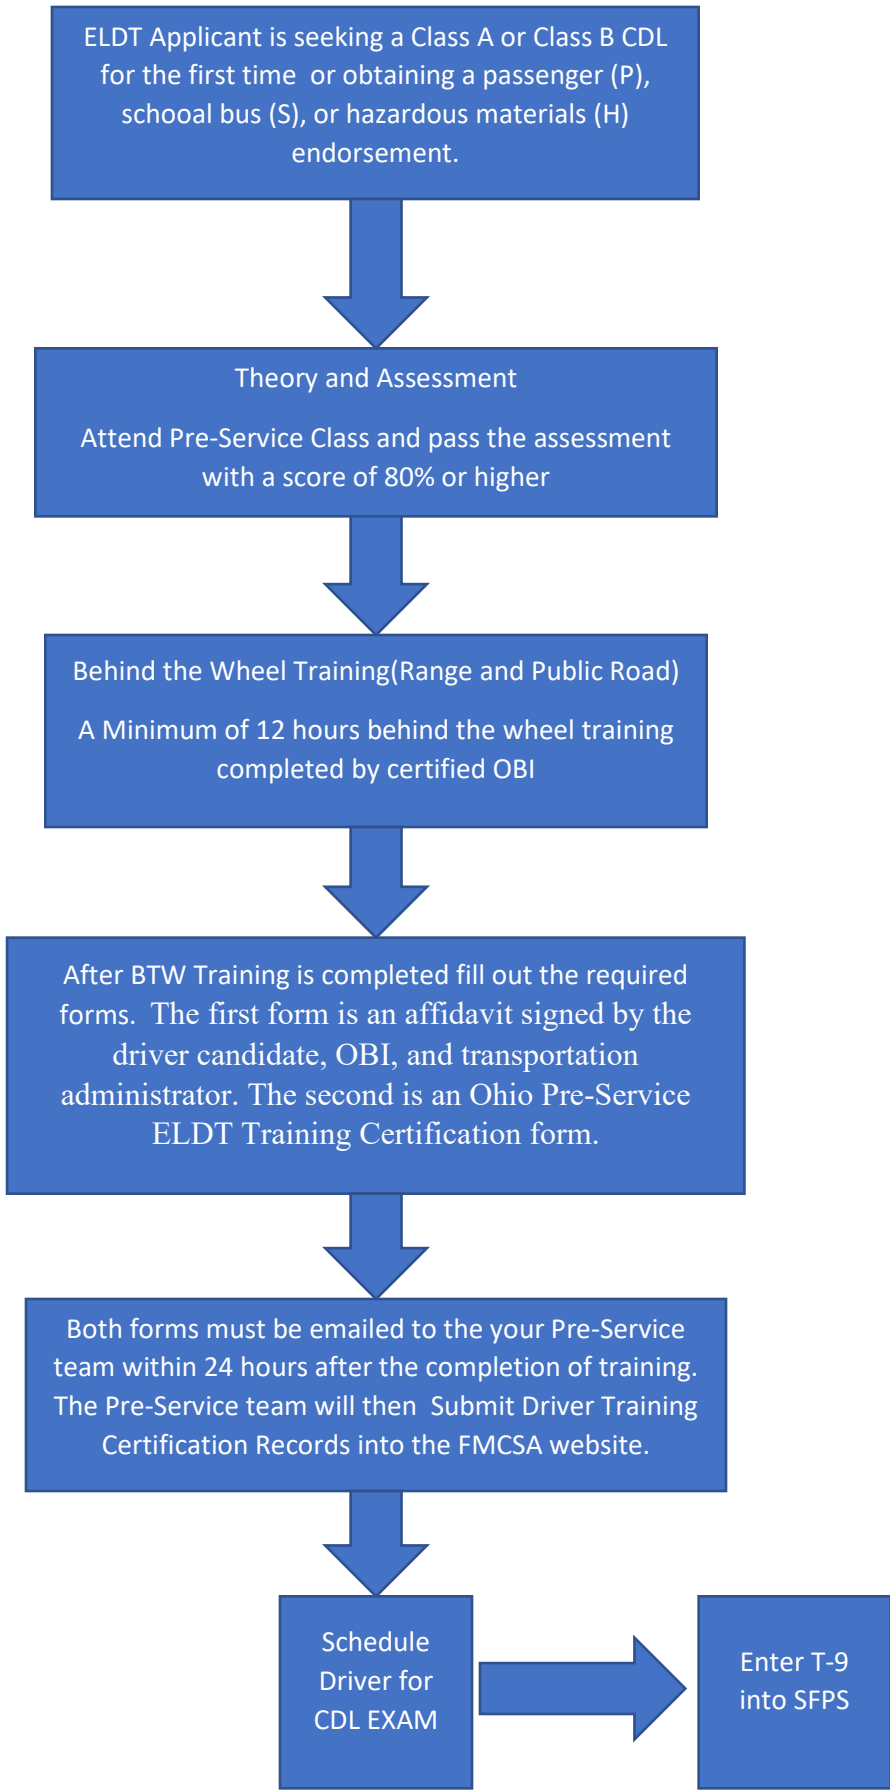 ELDT Applicant is seeking a Class A or Class B CDL
for the first time or obtaining a passenger (P),
schooal bus (S), or hazardous materials (H)
endorsement.
Theory and Assessment
Attend Pre-Service Class and pass the assessment
with a score of 80% or higher
Behind the Wheel Training(Range and Public Road)
A Minimum of 12 hours behind the wheel training
completed by certified OBI
After BTW Training is completed fill out the required
forms. The first form is an affidavit signed by the
driver candidate, OBI, and transportation
administrator. The second is an Ohio Pre-Service
ELDT Training Certification form.
Both forms must be emailed to the your Pre-Service
team within 24 hours after the completion of training.
The Pre-Service team will then Submit Driver Training
Certification Records into the FMCSA website.
Schedule
Driver for
CDL EXAM
Enter T-9
into SFPS